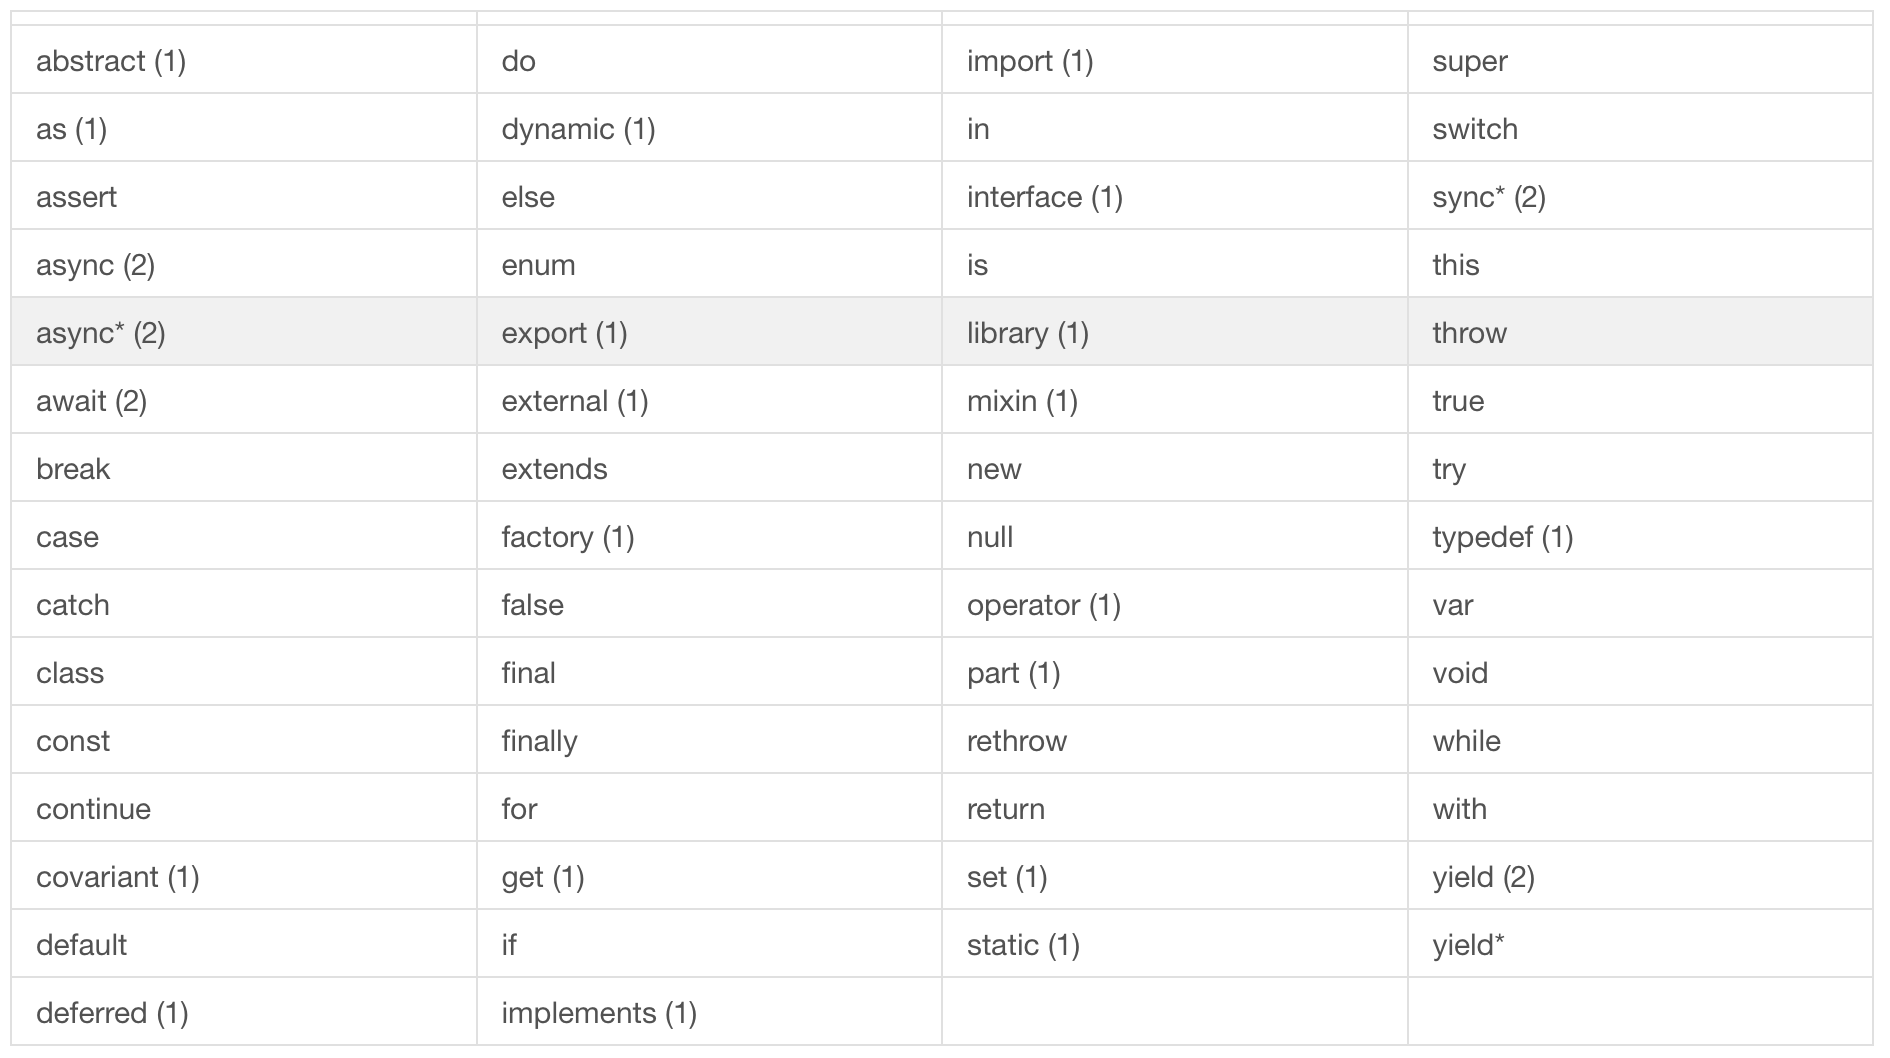 abstract (1) do import (1) super
as (1) dynamic (1) in switch
assert else interface (1) sync* (2)
async (2) enum is this
async* (2) export (1) library (1) throw
await (2) external (1) mixin (1) true
break extends new try
case factory (1) null typedef (1)
catch false operator (1) var
class final part (1) void
const finally rethrow while
continue for return with
covariant (1) get (1) set (1) yield (2)
default if static (1) yield*
deferred (1) implements (1)